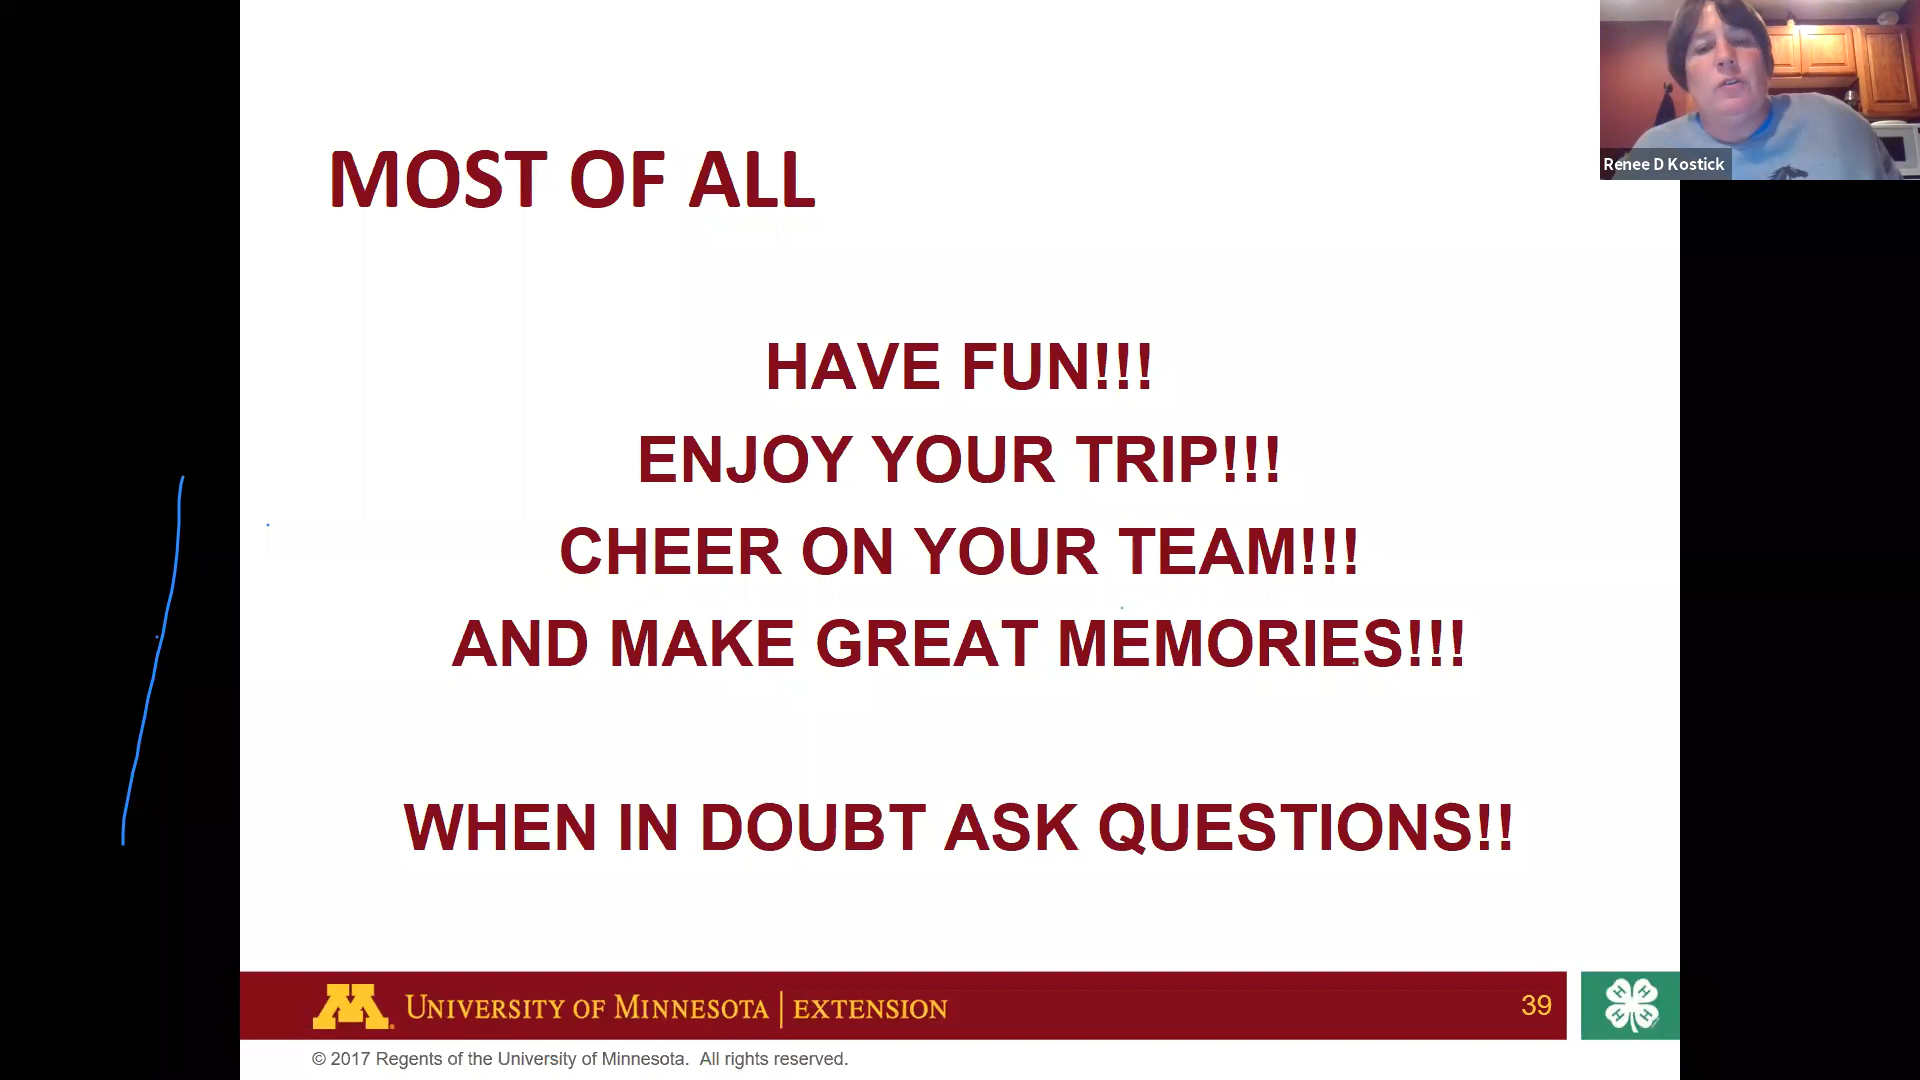 Renee D Kostick
MOST OF ALL
HAVE FUN!!!
ENJOY YOUR TRIP!!!
CHEER ON YOUR TEAM!!!
AND MAKE GREAT MEMORIES!!!
WHEN IN DOUBT ASK QUESTIONS!!
M UNIVERSITY OF MINNESOTA | EXTENSION
39
H H H H
© 2017 Regents of the University of Minnesota. All rights reserved.